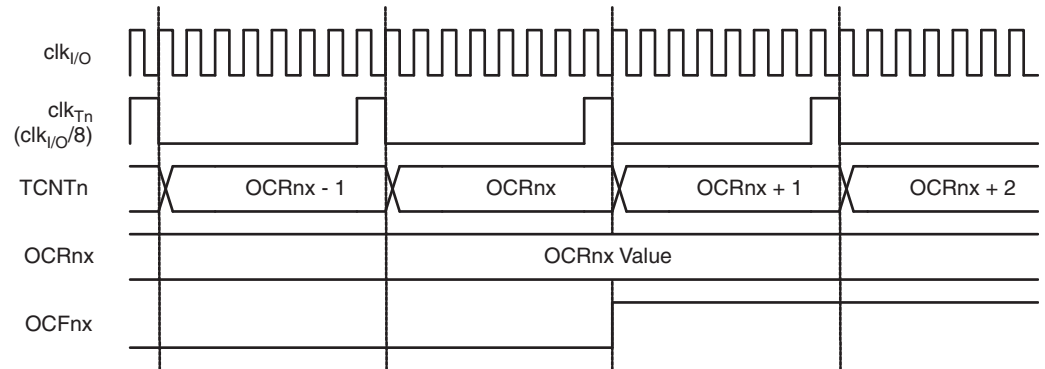 clkI/O
clkTn
(clkI/O/8)
TCNTn OCRnx - 1 OCRnx OCRnx + 1 OCRnx + 2
OCRnx OCRnx Value
OCFnx